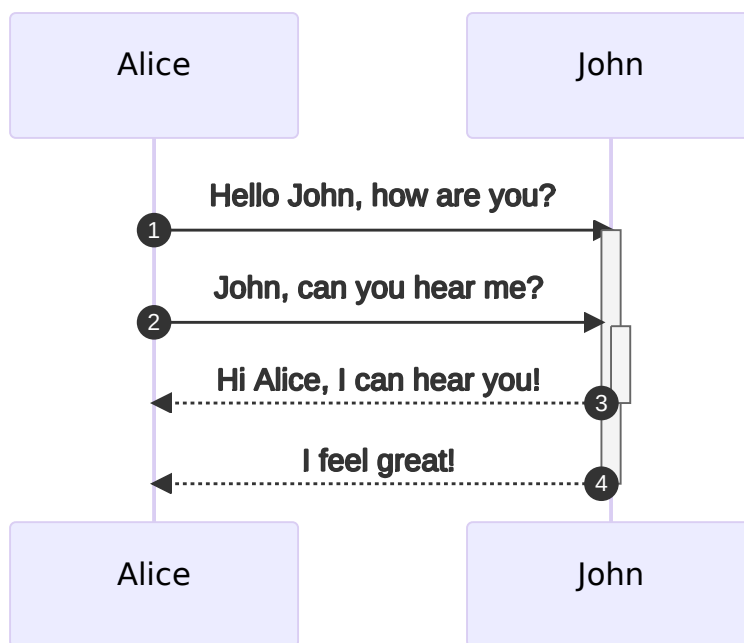 Alice John
Hello John, how are you?
1
John, can you hear me?
2
Hi Alice, I can hear you!
3
I feel great!
4
Alice John